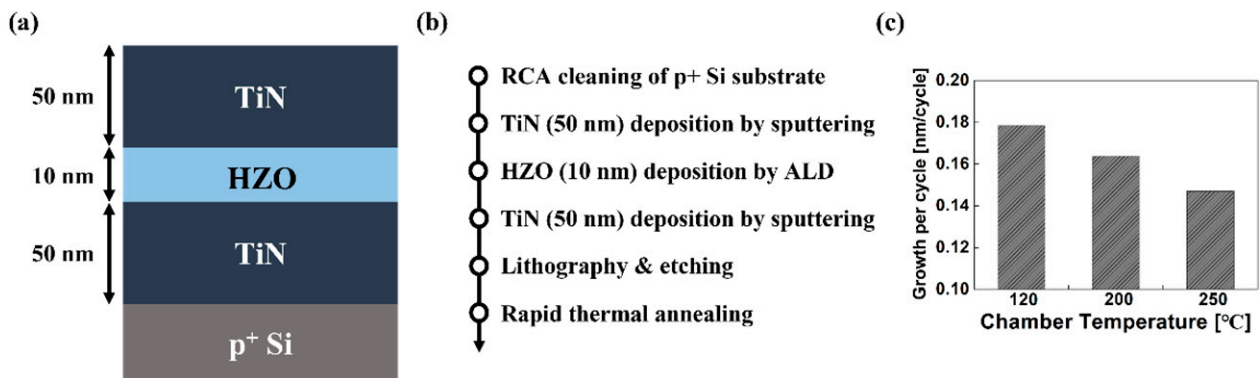 (a)
50 nm
TiN
10 nm
HZO
50 nm
TiN
p+ Si
(b)
RCA cleaning of p+ Si substrate
TiN (50 nm) deposition by sputtering
HZO (10 nm) deposition by ALD
TiN (50 nm) deposition by sputtering
Lithography & etching
Rapid thermal annealing
(c)
Growth per cycle [nm/cycle]
0.20
0.18
0.16
0.14
0.12
0.10
120 200 250
Chamber Temperature [°C]